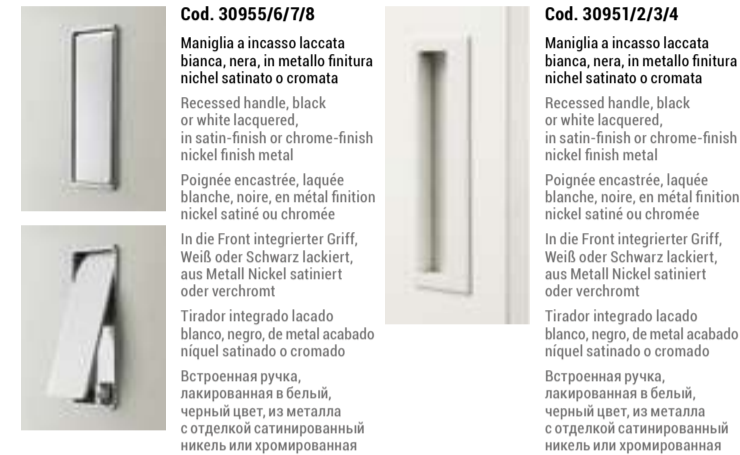 Cod. 30955/6/7/8
Maniglia a incasso laccata
bianca, nera, in metallo finitura
nichel satinato o cromata
Recessed handle, black
or white lacquered,
in satin-finish or chrome-finish
nickel finish metal
Poignée encastrée, laquée
blanche, noire, en métal finition
nickel satiné ou chromée
In die Front integrierter Griff,
Weiß oder Schwarz lackiert,
aus Metall Nickel satiniert
oder verchromt
Tirador integrado lacado
blanco, negro, de metal acabado
níquel satinado o cromado
Встроенная ручка,
лакированная в белый,
черный цвет, из металла
с отделкой сатинированный
никель или хромированная
Cod. 30951/2/3/4
Maniglia a incasso laccata
bianca, nera, in metallo finitura
nichel satinato o cromata
Recessed handle, black
or white lacquered,
in satin-finish or chrome-finish
nickel finish metal
Poignée encastrée, laquée
blanche, noire, en métal finition
nickel satiné ou chromée
In die Front integrierter Griff,
Weiß oder Schwarz lackiert,
aus Metall Nickel satiniert
oder verchromt
Tirador integrado lacado
blanco, negro, de metal acabado
níquel satinado o cromado
Встроенная ручка,
лакированная в белый,
черный цвет, из металла
с отделкой сатинированный
никель или хромированная